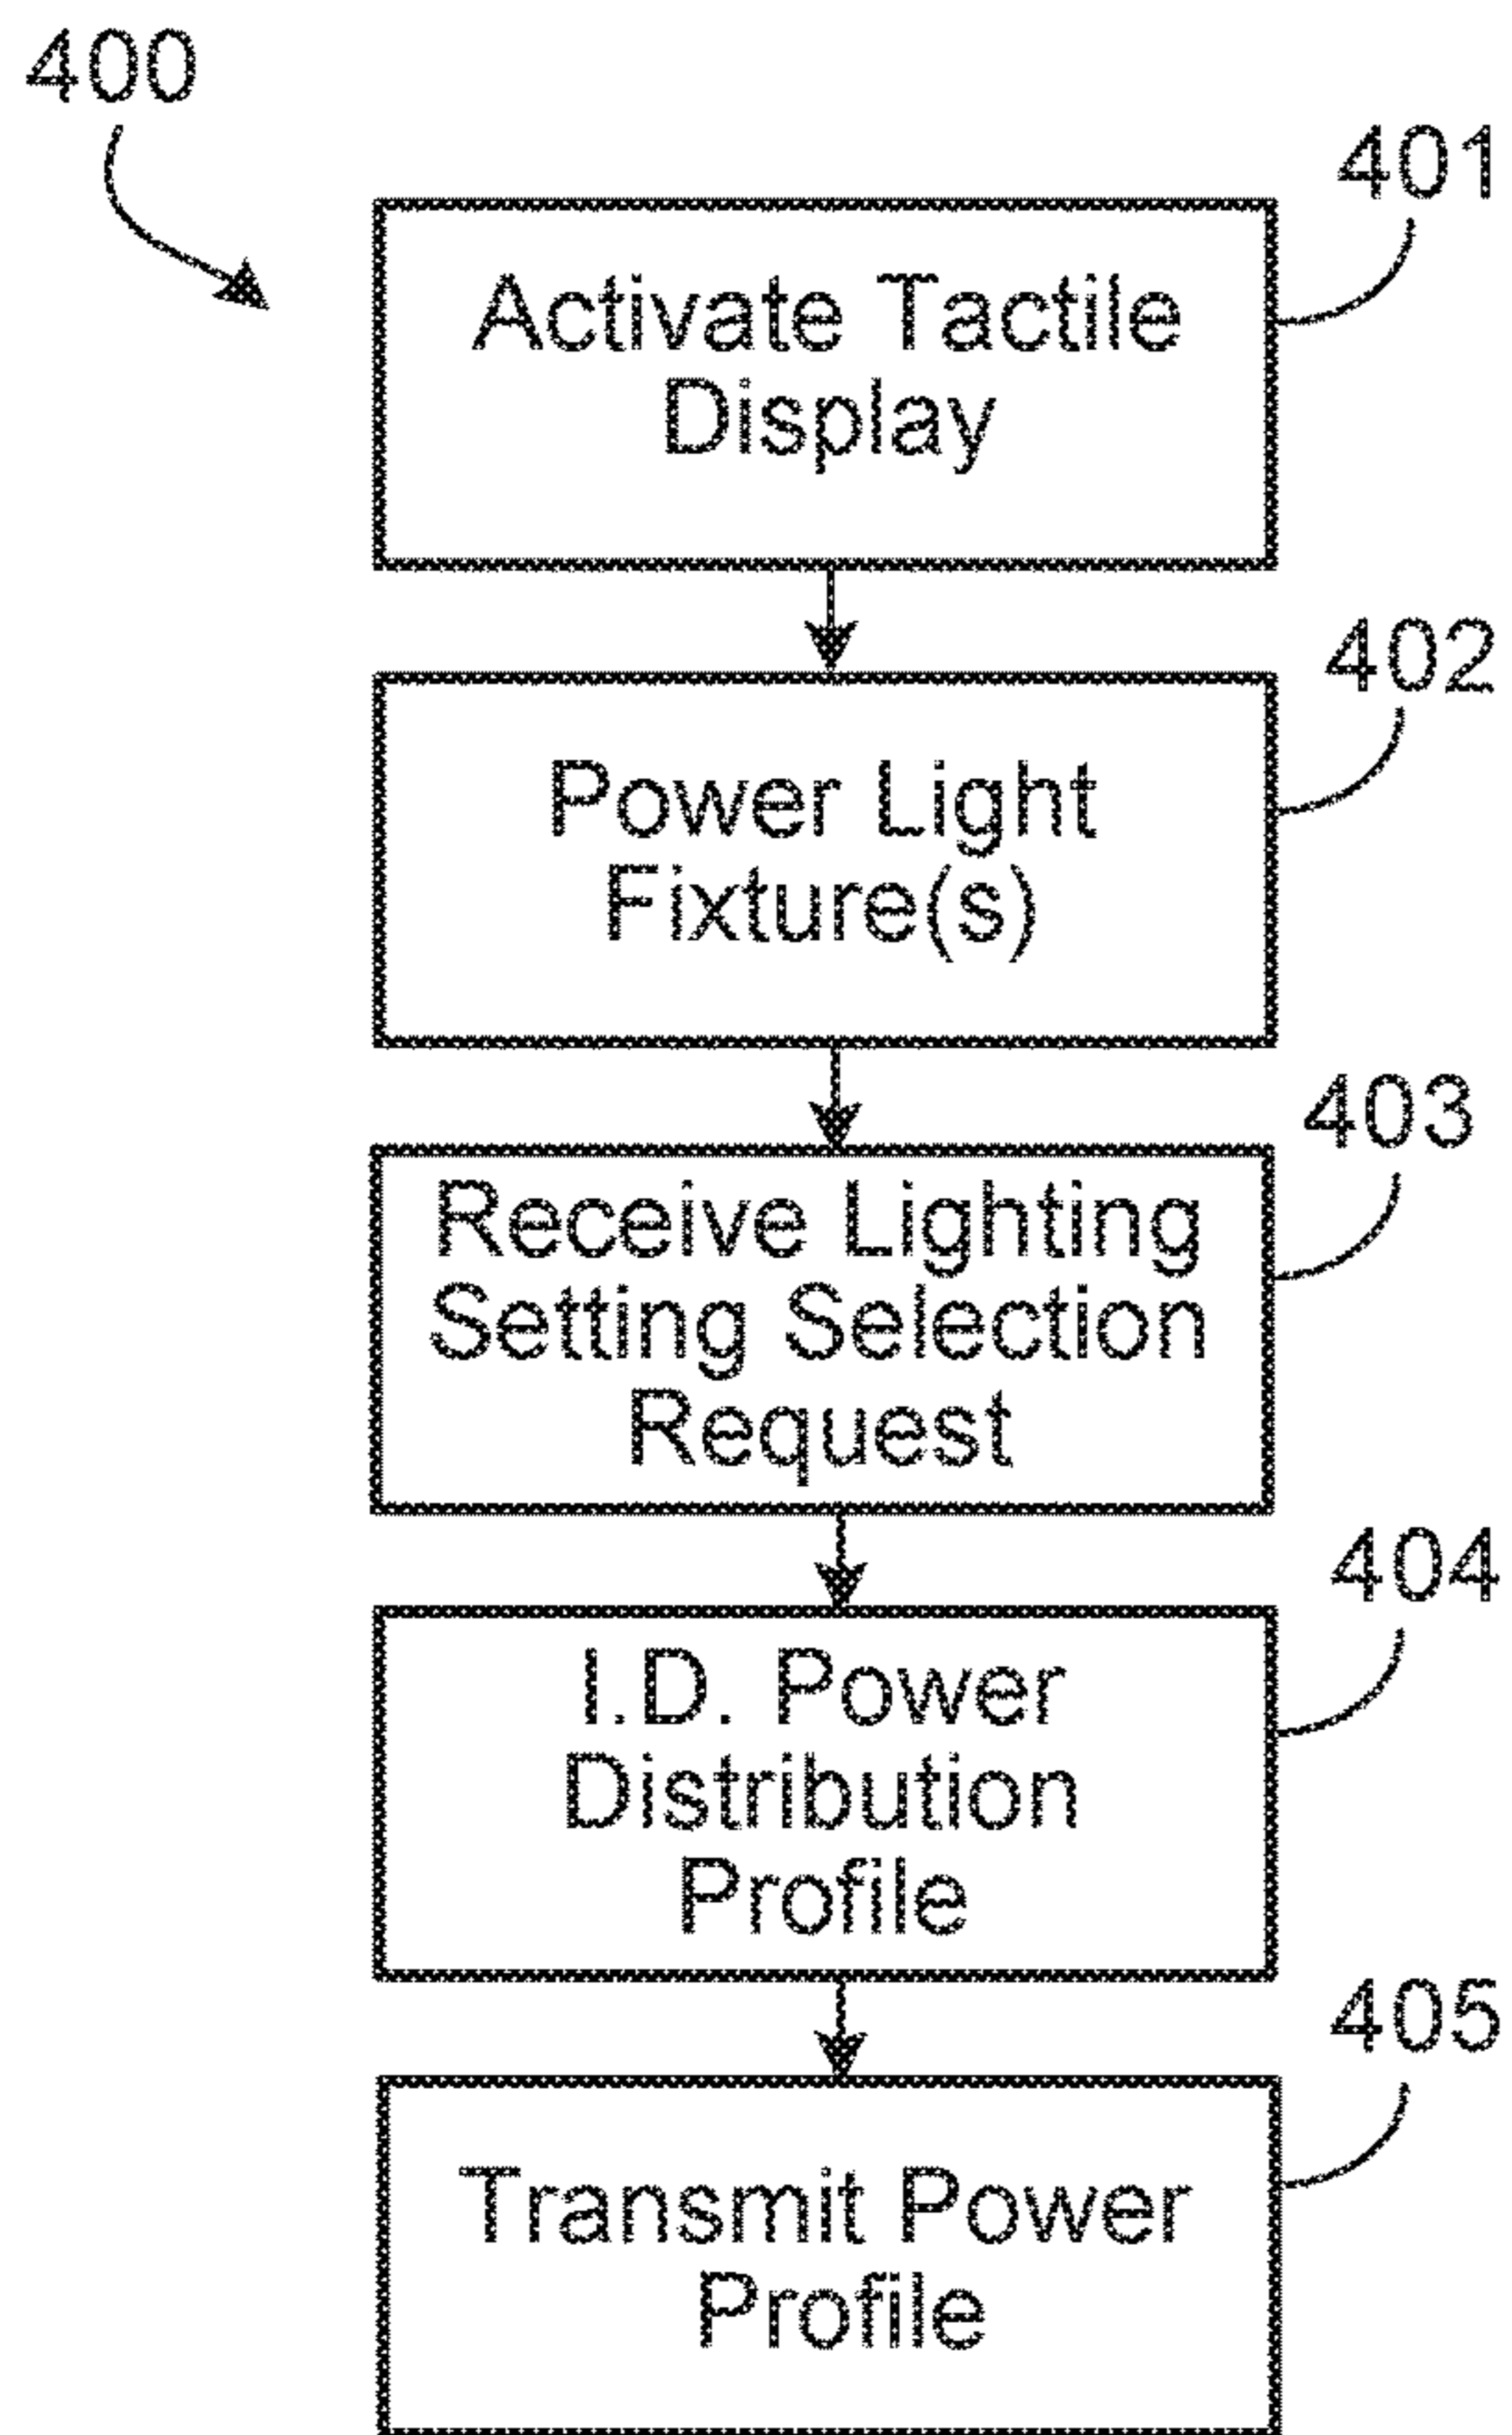 400
401
Activate Tactile
Display
402
Power Light
Fixture(s)
403
Receive Lighting
Setting Selection
Request
404
I.D. Power
Distribution
Profile
405
Transmit Power
Profile